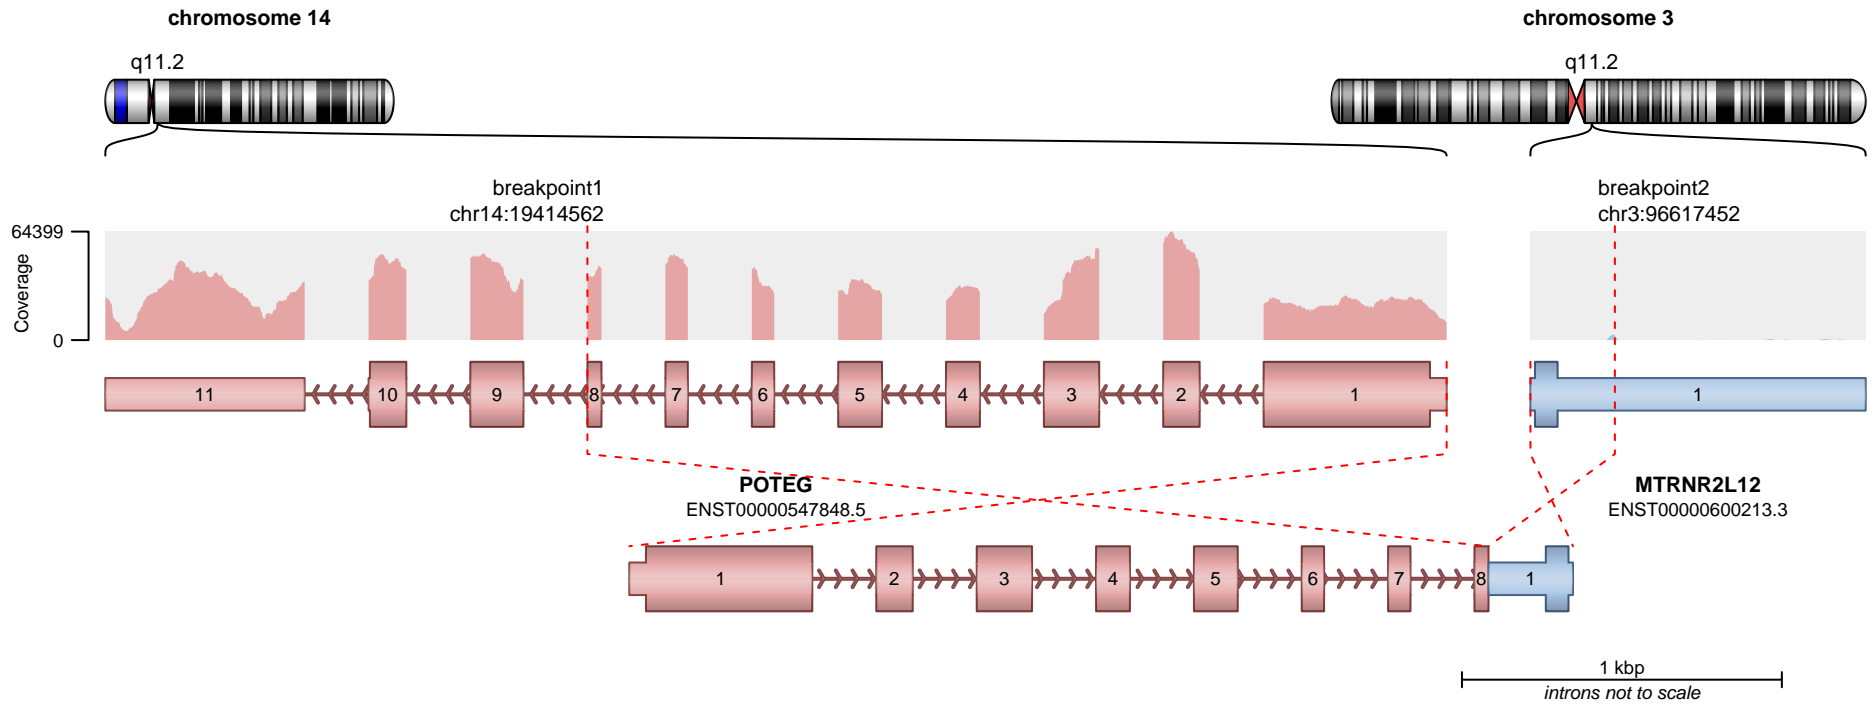 chromosome 14
chromosome 3
q11.2
q11.2
breakpoint1
chr14:19414562
breakpoint2
chr3:96617452
64399
Coverage
0
11
10
9
8
7
6
5
4
3
2
1
1
POTEG
ENST00000547848.5
MTRNR2L12
ENST00000600213.3
1
2
3
4
5
6
7
8
1
1 kbp
introns not to scale